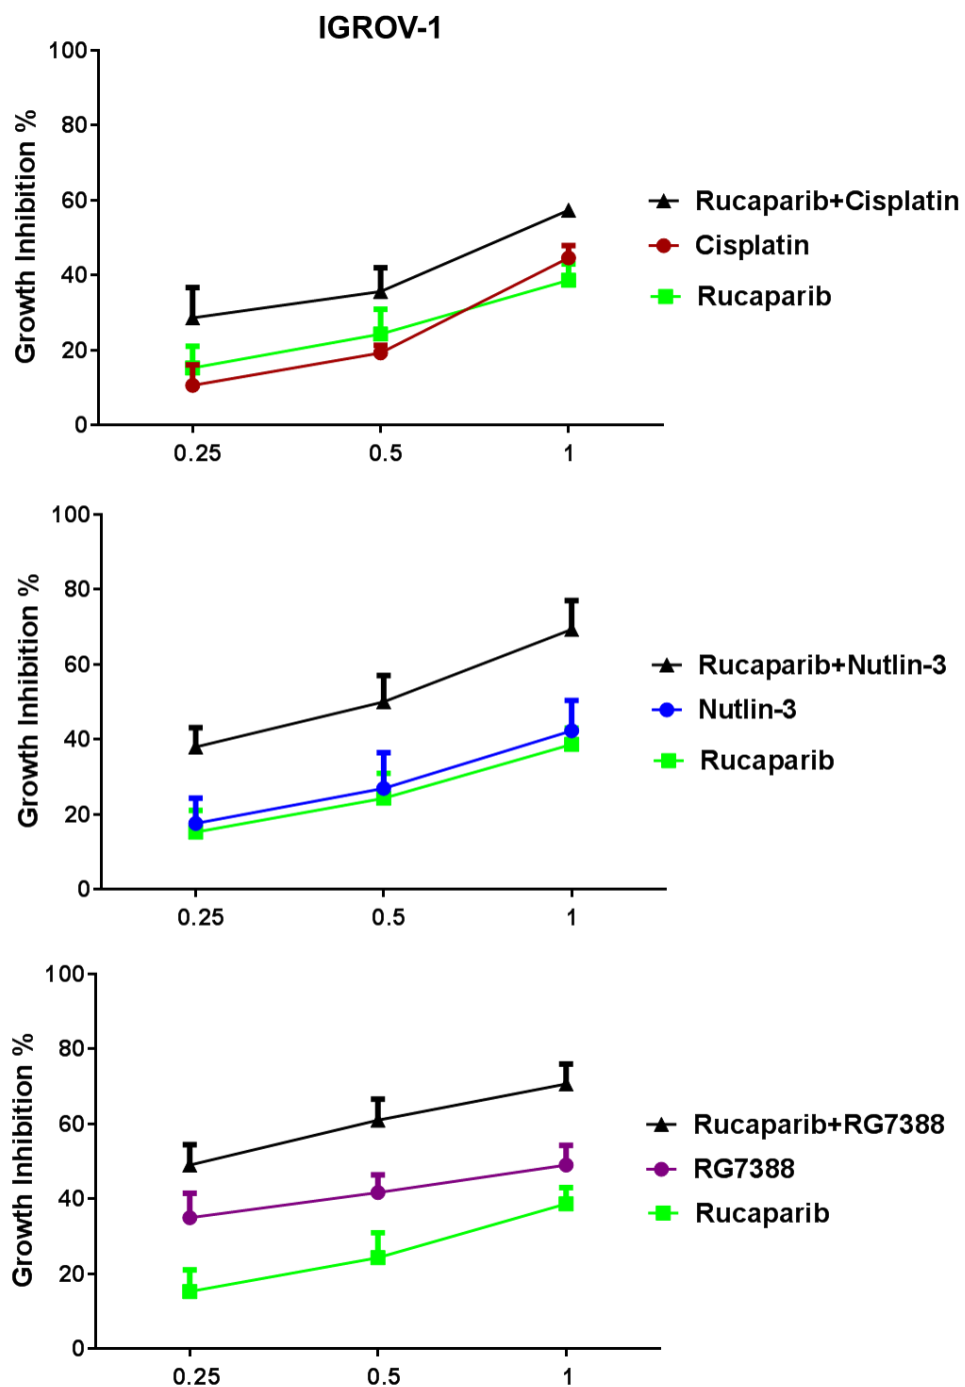 IGROV-1
Growth Inhibition %
100
80
60
40
20
0
0.25 0.5 1
Rucaparib+Cisplatin
Cisplatin
Rucaparib
Growth Inhibition %
100
80
60
40
20
0
0.25 0.5 1
Rucaparib+Nutlin-3
Nutlin-3
Rucaparib
Growth Inhibition %
100
80
60
40
20
0
0.25 0.5 1
Rucaparib+RG7388
RG7388
Rucaparib